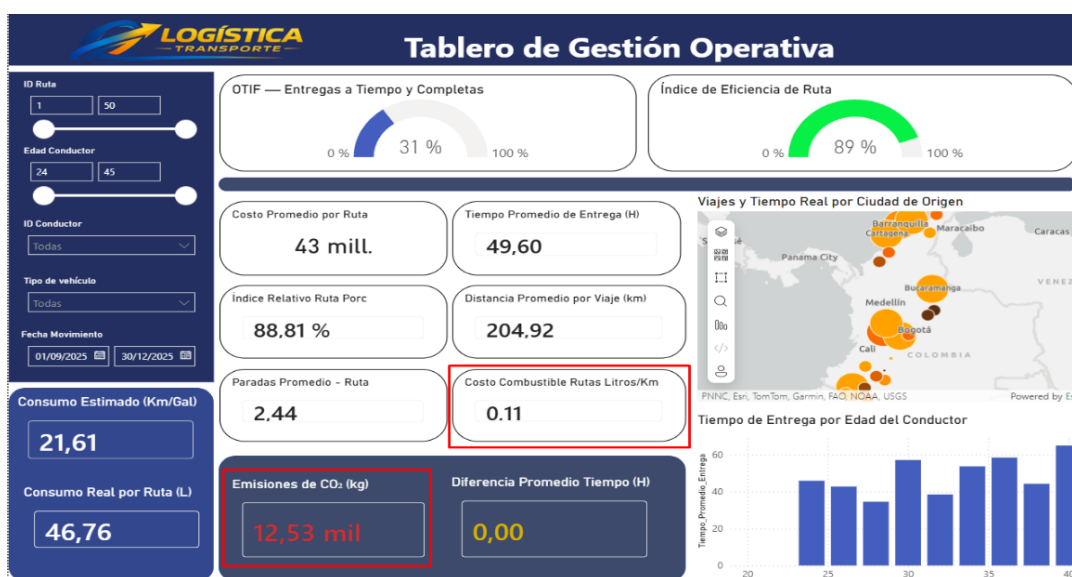 LOGÍSTICA
TRANSPORTE
Tablero de Gestión Operativa
ID Ruta
1 50
Edad Conductor
24 45
ID Conductor
Todas
Tipo de vehículo
Todas
Fecha Movimiento
01/09/2025 30/12/2025
Consumo Estimado (Km/Gal)
21,61
Consumo Real por Ruta (L)
46,76
OTIF — Entregas a Tiempo y Completas
0 % 31 % 100 %
Índice de Eficiencia de Ruta
0 % 89 % 100 %
Costo Promedio por Ruta
43 mill.
Tiempo Promedio de Entrega (H)
49,60
Índice Relativo Ruta Porc
88,81 %
Distancia Promedio por Viaje (km)
204,92
Paradas Promedio - Ruta
2,44
Costo Combustible Rutas Litros/Km
0,11
Emisiones de CO₂ (kg)
12,53 mil
Diferencia Promedio Tiempo (H)
0,00
Viajes y Tiempo Real por Ciudad de Origen
Barranquilla
Cartagena
Maracaibo
Caracas
Panama City
VENEZ
Bucaramanga
Medellín
Bogotá
Cali
COLOMBIA
PNNC, Esri, TomTom, Garmin, FAO, NOAA, USGS
Powered by Es
Tiempo de Entrega por Edad del Conductor
Tiempo_Promedio_Entrega
60
40
20
0
20 25 30 35 40